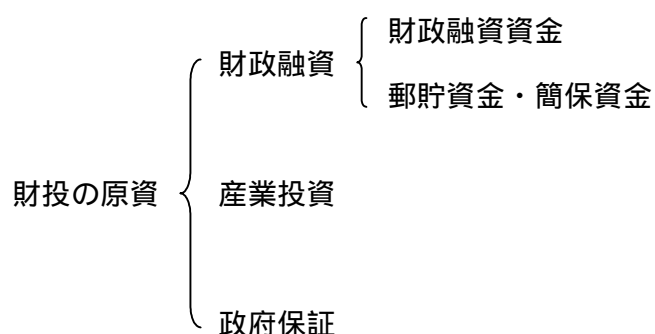 財政融資資金
財政融資
郵貯資金・簡保資金
財投の原資
産業投資
政府保証